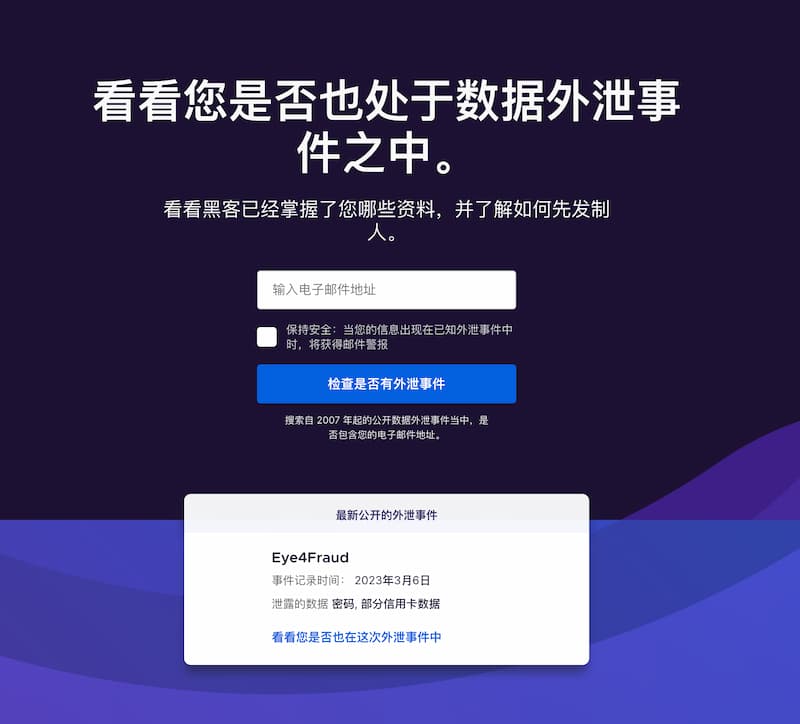 看看您是否也处于数据外泄事
件之中。
看看黑客已经掌握了您哪些资料，并了解如何先发制
人。
输入电子邮件地址
保持安全：当您的信息出现在已知外泄事件中
时，将获得邮件警报
检查是否有外泄事件
搜索自 2007 年起的公开数据外泄事件当中，是
否包含您的电子邮件地址。
最新公开的外泄事件
Eye4Fraud
事件记录时间： 2023年3月6日
泄露的数据 密码, 部分信用卡数据
看看您是否也在这次外泄事件中